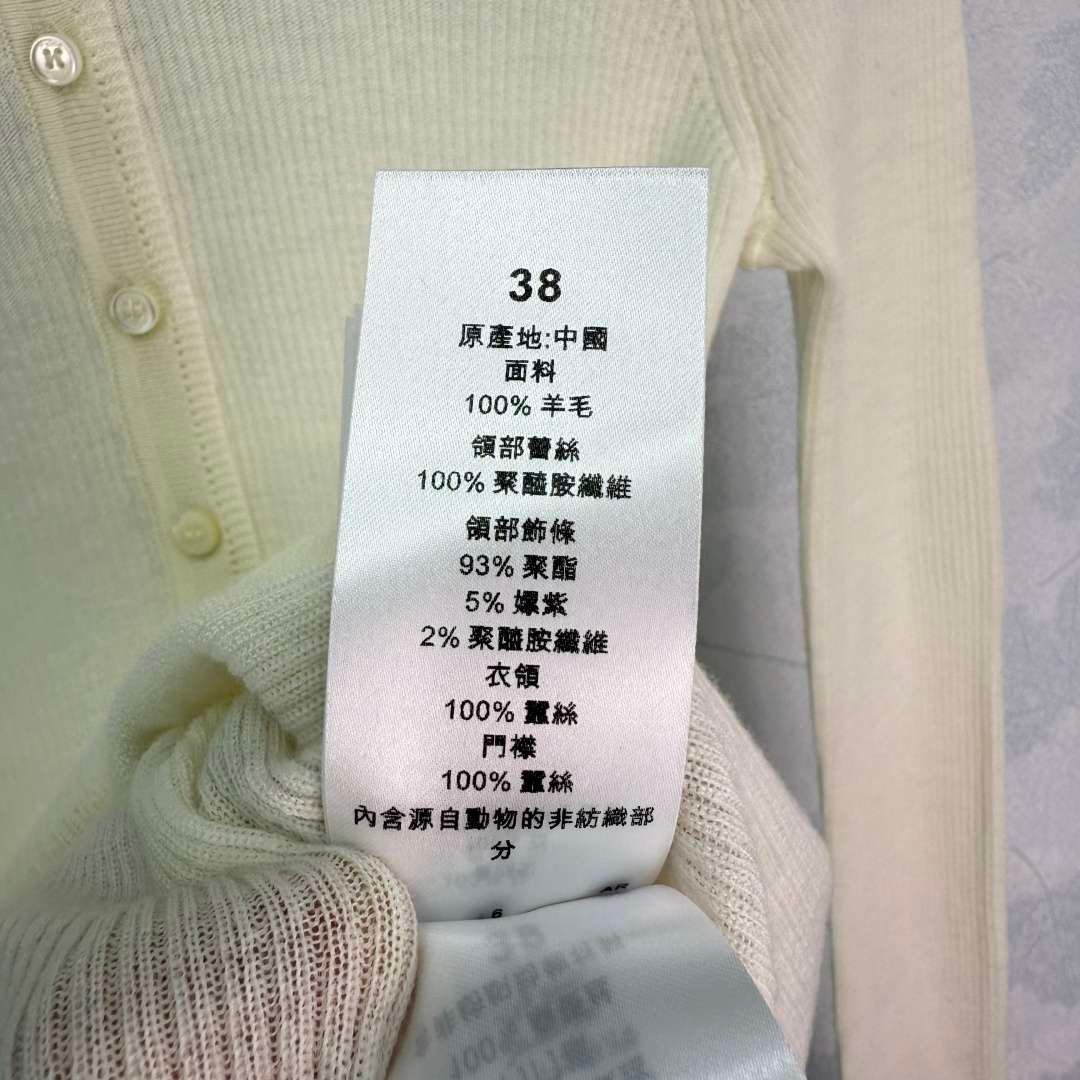 38
原產地:中國
面料
100% 羊毛
領部蕾絲
100% 聚醯胺纖維
領部飾條
93% 聚酯
5% 嫘縈
2% 聚醯胺纖維
衣領
100% 蠶絲
門襟
100% 蠶絲
內含源自動物的非紡織部
分